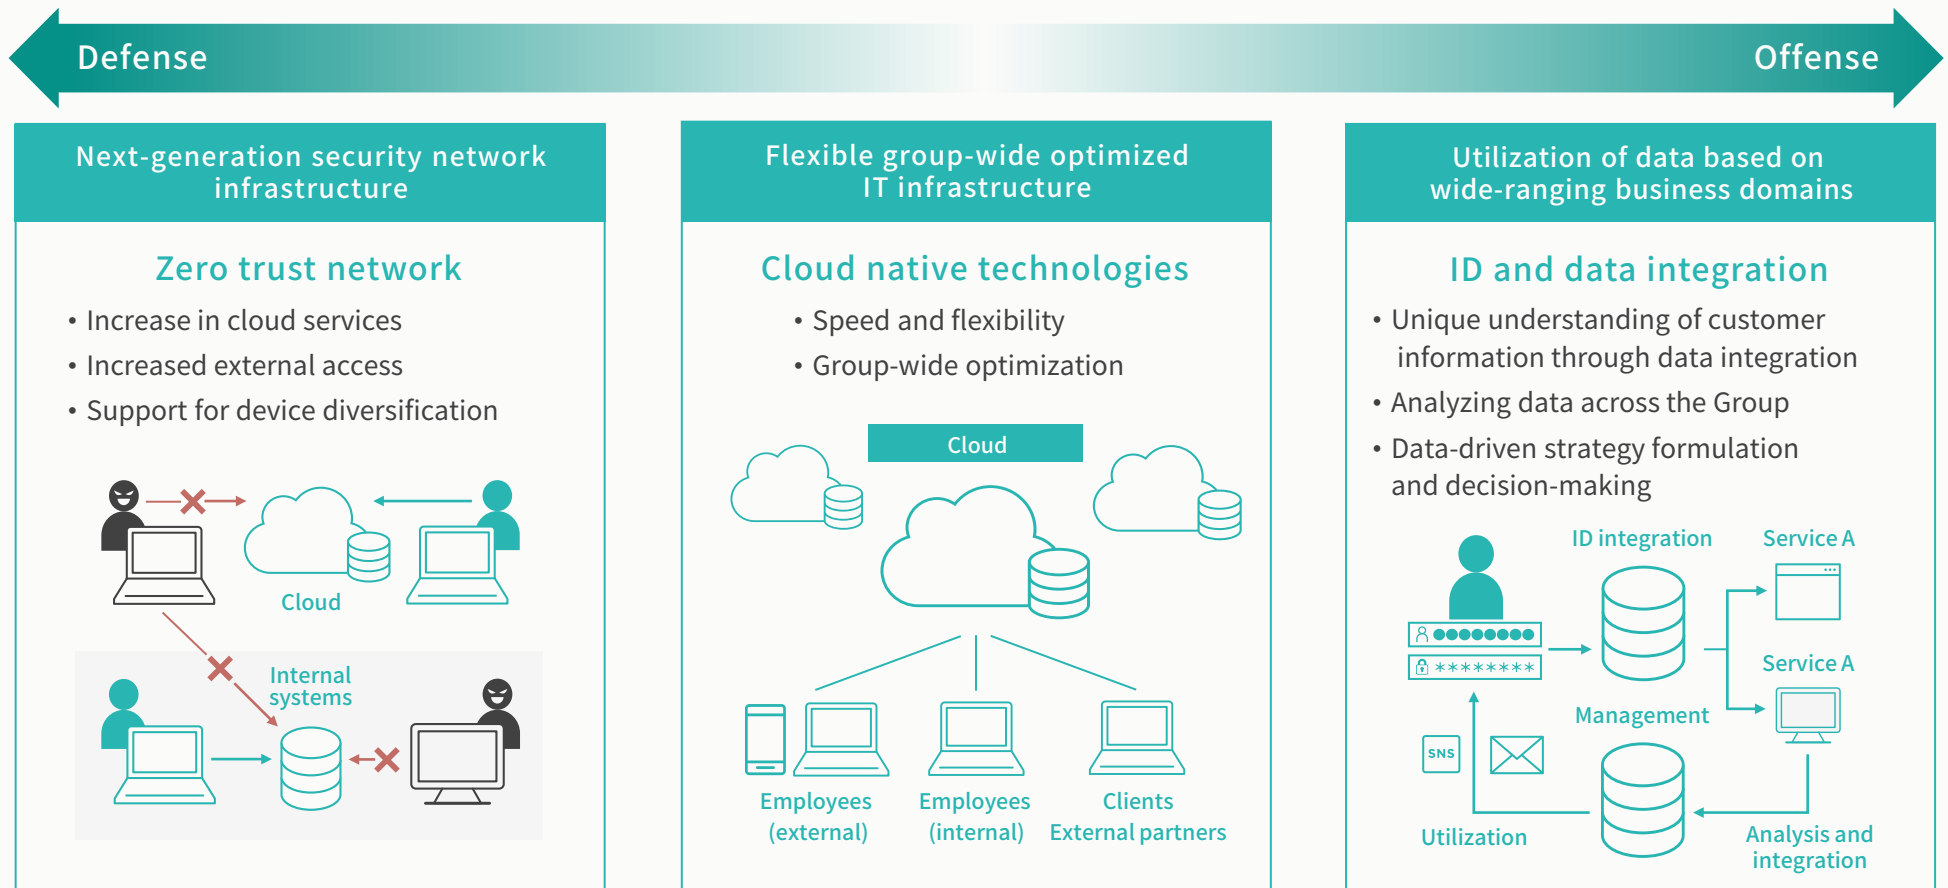 Defense
Offense
Next-generation security network
infrastructure
Zero trust network
• Increase in cloud services
• Increased external access
• Support for device diversification
Cloud
Internal
systems
Flexible group-wide optimized
IT infrastructure
Cloud native technologies
• Speed and flexibility
• Group-wide optimization
Cloud
Employees
(external)
Employees
(internal)
Clients
External partners
Utilization of data based on
wide-ranging business domains
ID and data integration
• Unique understanding of customer
information through data integration
• Analyzing data across the Group
• Data-driven strategy formulation
and decision-making
ID integration
Service A
********
Service A
Management
SNS
Utilization
Analysis and
integration